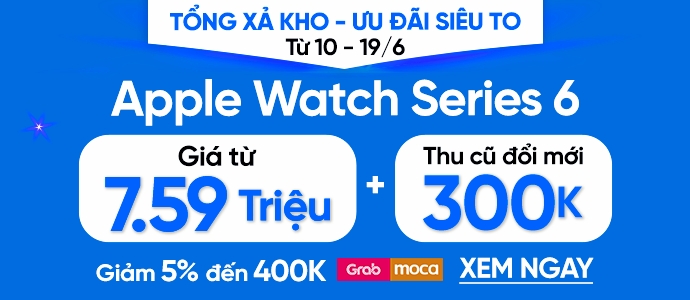 TỔNG XẢ KHO - ƯU ĐÃI SIÊU TO
Từ 10 - 19/6
Apple Watch Series 6
Giá từ
7.59 Triệu
+
Thu cũ đổi mới
300K
Giảm 5% đến 400K Grab moca XEM NGAY